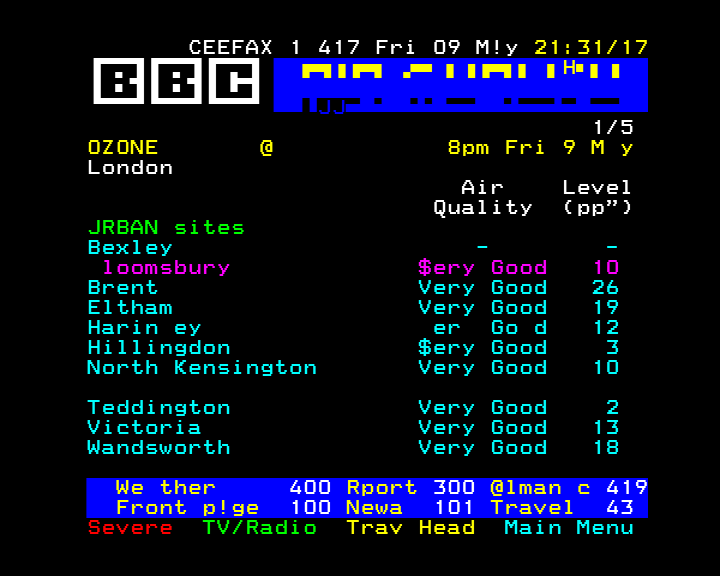 CEEFAX 1 417 Fri 09 M!y 21:31/17
BBC
1/5
OZONE @ 8pm Fri 9 M y
London
Air Level
Quality (pp”)
JRBAN sites
Bexley - -
loomsbury $ery Good 10
Brent Very Good 26
Eltham Very Good 19
Harin ey er Go d 12
Hillingdon $ery Good 3
North Kensington Very Good 10
Teddington Very Good 2
Victoria Very Good 13
Wandsworth Very Good 18
We ther 400 Rport 300 @lman c 419
Front p!ge 100 Newa 101 Travel 43
Severe TV/Radio Trav Head Main Menu